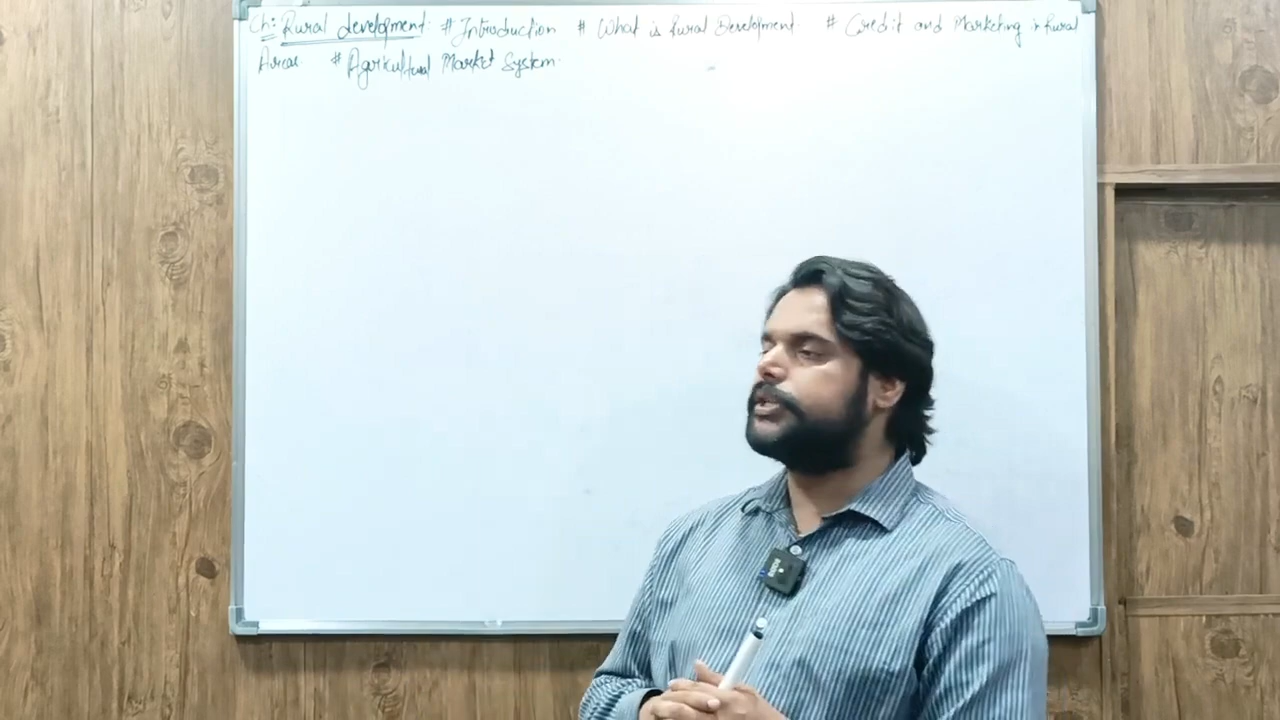 Ch: Rural development # Introduction # What is Rural Development # Credit and Marketing in Rural
Areas # Agricultural Market System.